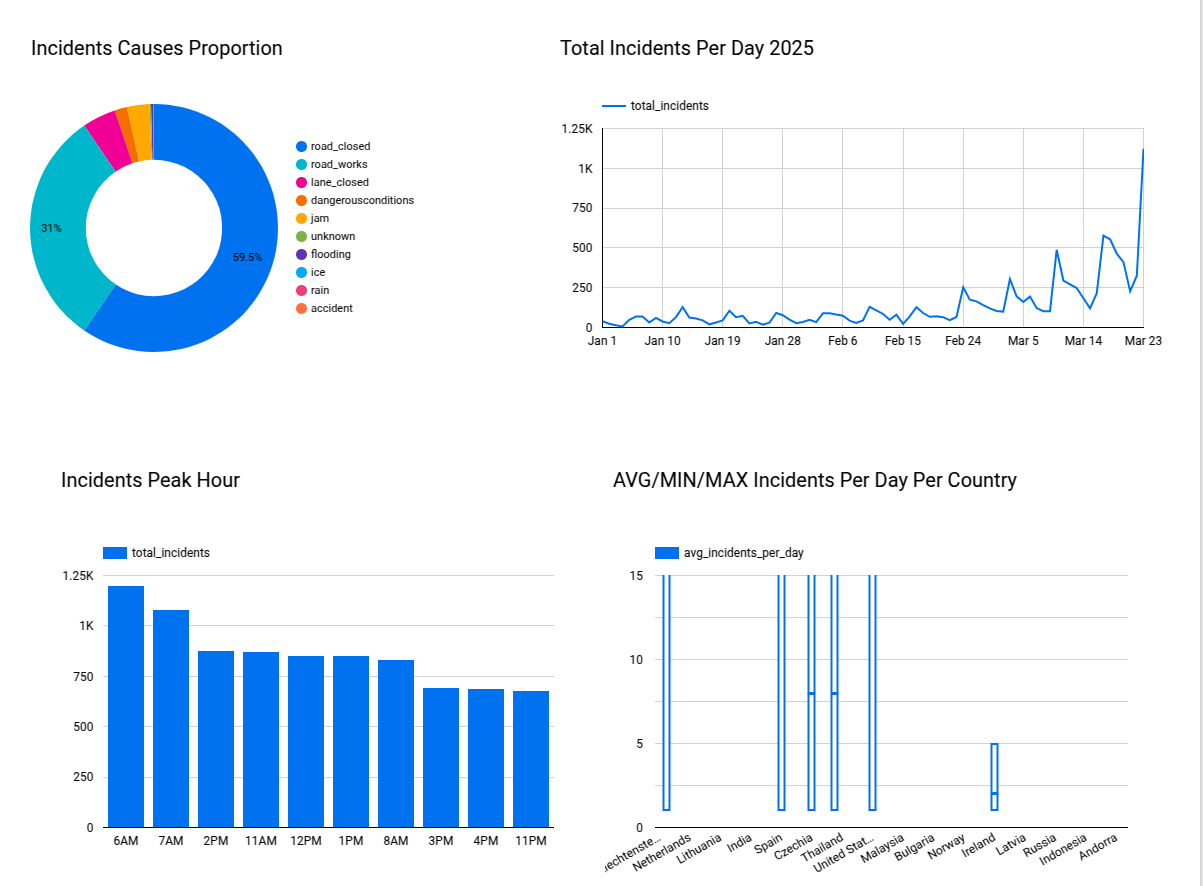 Incidents Causes Proportion
31%
59.5%
road_closed
road_works
lane_closed
dangerousconditions
jam
unknown
flooding
ice
rain
accident
Total Incidents Per Day 2025
total_incidents
1.25K
1K
750
500
250
0
Jan 1 Jan 10 Jan 19 Jan 28 Feb 6 Feb 15 Feb 24 Mar 5 Mar 14 Mar 23
Incidents Peak Hour
total_incidents
1.25K
1K
750
500
250
0
6AM 7AM 2PM 11AM 12PM 1PM 8AM 3PM 4PM 11PM
AVG/MIN/MAX Incidents Per Day Per Country
avg_incidents_per_day
15
10
5
0
echtenste... Netherlands Lithuania India Spain Czechia Thailand United Stat... Malaysia Bulgaria Norway Ireland Latvia Russia Indonesia Andorra